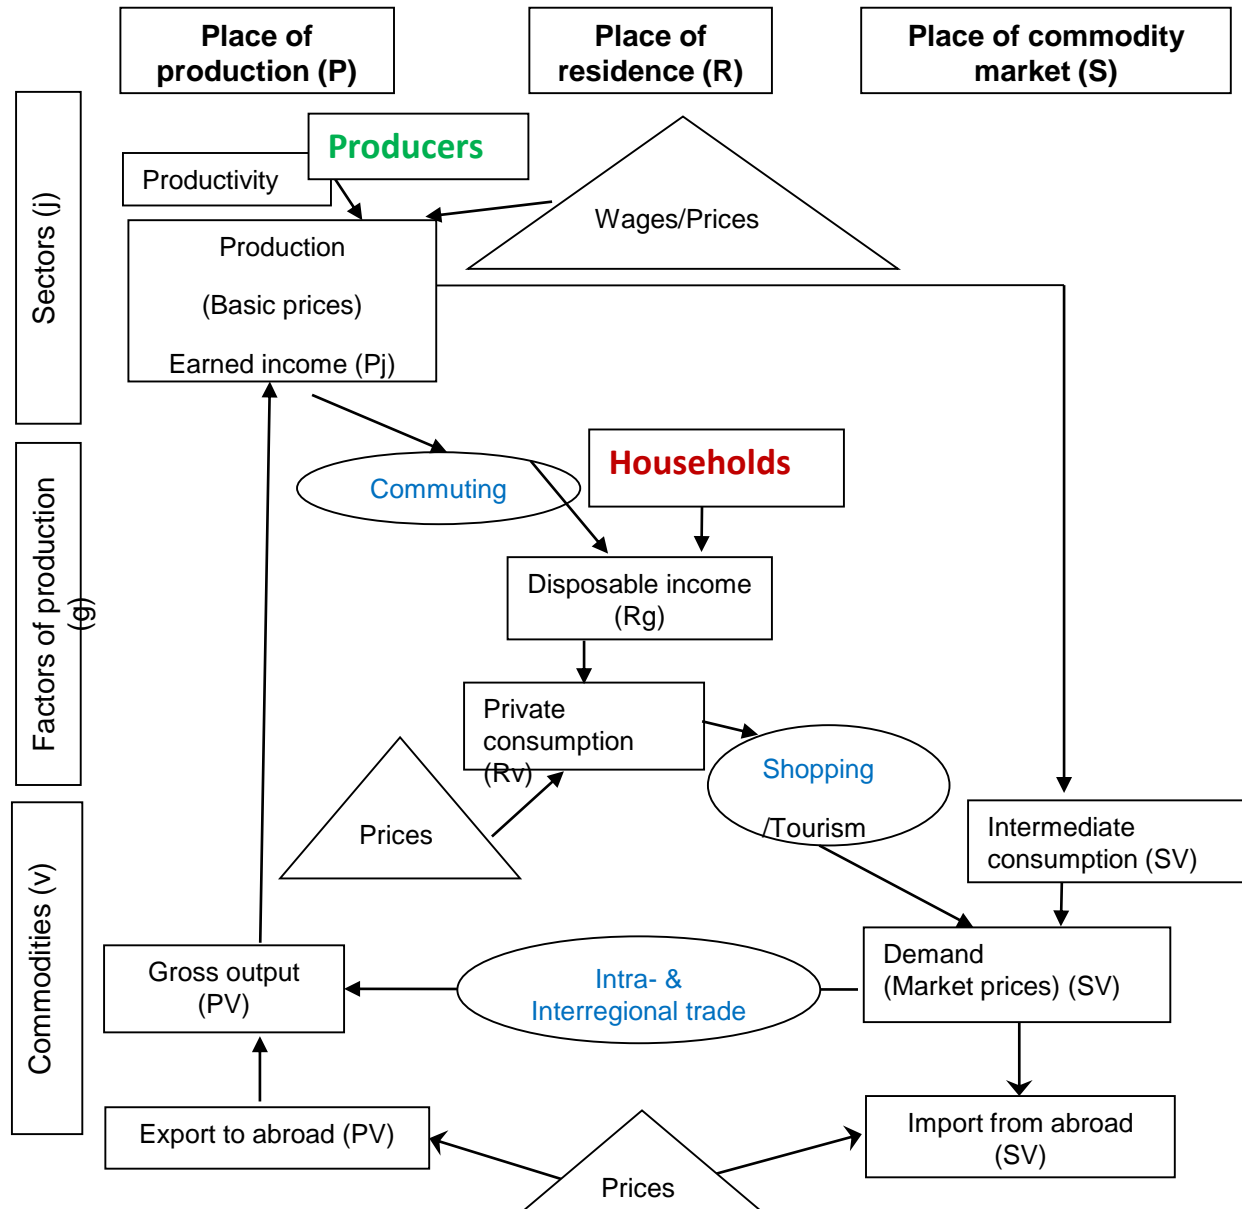 Place of
production (P)
Place of
residence (R)
Place of commodity
market (S)
Sectors (j)
Producers
Productivity
Wages/Prices
Production
(Basic prices)
Earned income (Pj)
Factors of production
(g)
Households
Commuting
Disposable income
(Rg)
Private
consumption
(Rv)
Shopping
/Tourism
Prices
Intermediate
consumption (SV)
Commodities (v)
Gross output
(PV)
Intra- &
Interregional trade
Demand
(Market prices) (SV)
Export to abroad (PV)
Import from abroad
(SV)
Prices